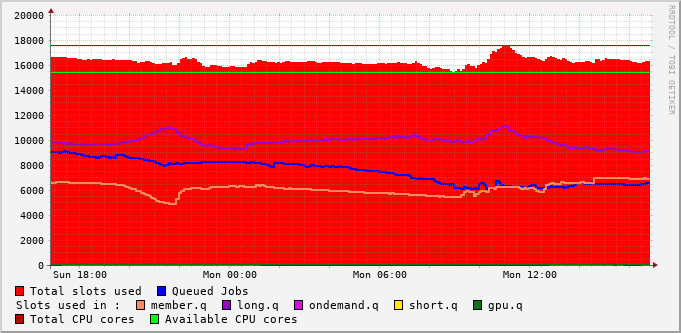 20000
18000
16000
14000
12000
10000
8000
6000
4000
2000
0
Sun 18:00 Mon 00:00 Mon 06:00 Mon 12:00
RRDTOOL / TOBI OETIKER
Total slots used Queued Jobs
Slots used in : member.q long.q ondemand.q short.q gpu.q
Total CPU cores Available CPU cores